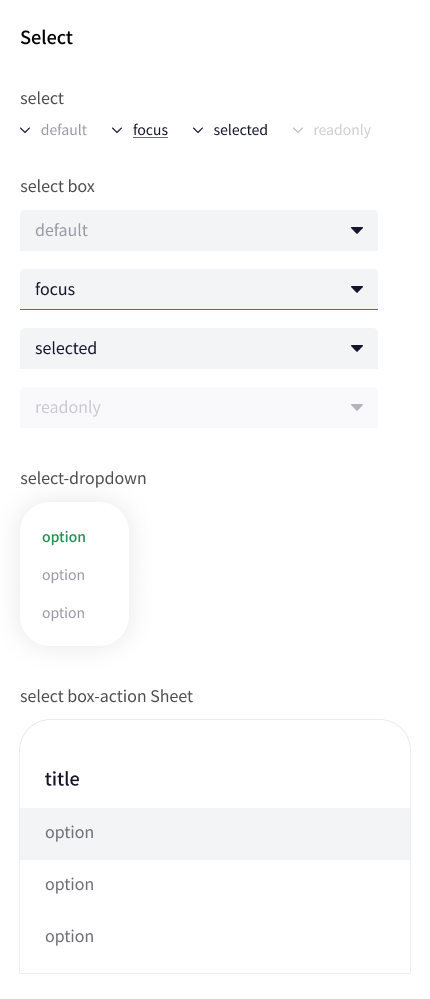 Select
select
default focus selected readonly
select box
default
focus
selected
readonly
select-dropdown
option
option
option
select box-action Sheet
title
option
option
option